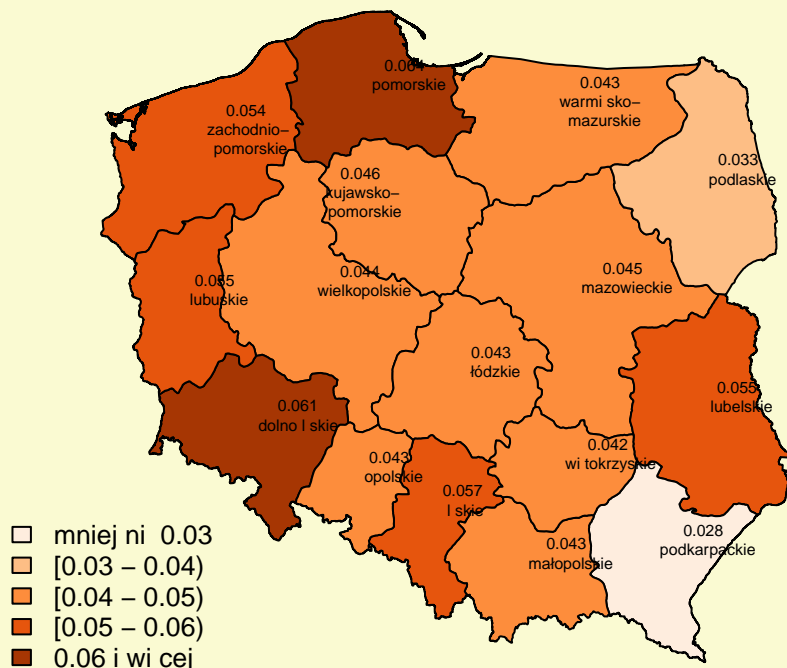 0.064
pomorskie
0.043
warmi sko–
mazurskie
0.054
zachodnio–
pomorskie
0.033
podlaskie
0.046
kujawsko–
pomorskie
0.045
mazowieckie
0.044
wielkopolskie
0.055
lubuskie
0.043
łódzkie
0.055
lubelskie
0.061
dolno l skie
0.042
wi tokrzyskie
0.043
opolskie
0.057
l skie
0.043
małopolskie
0.028
podkarpackie
mniej ni 0.03
[0.03 – 0.04)
[0.04 – 0.05)
[0.05 – 0.06)
0.06 i wi cej